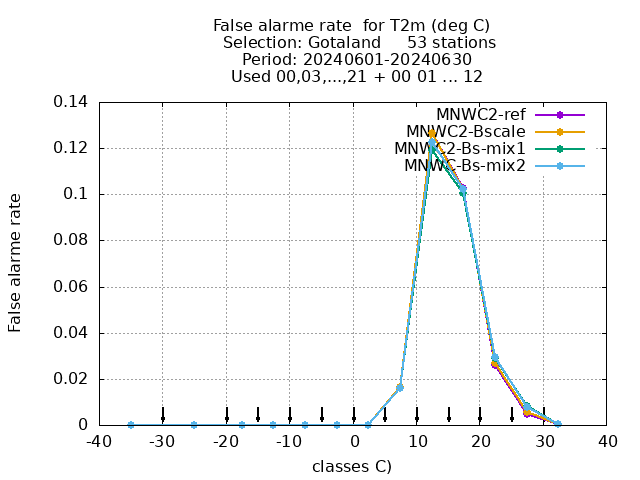 False alarme rate  for T2m (deg C)
Selection: Gotaland     53 stations
Period: 20240601-20240630
Used 00,03,...,21 + 00 01 ... 12
0.14
0.12
0.1
0.08
0.06
0.04
0.02
0
False alarme rate
MNWC2-ref
MNWC2-Bscale
MNWC2-Bs-mix1
MNWC-Bs-mix2
-40 -30 -20 -10 0 10 20 30 40
classes C)